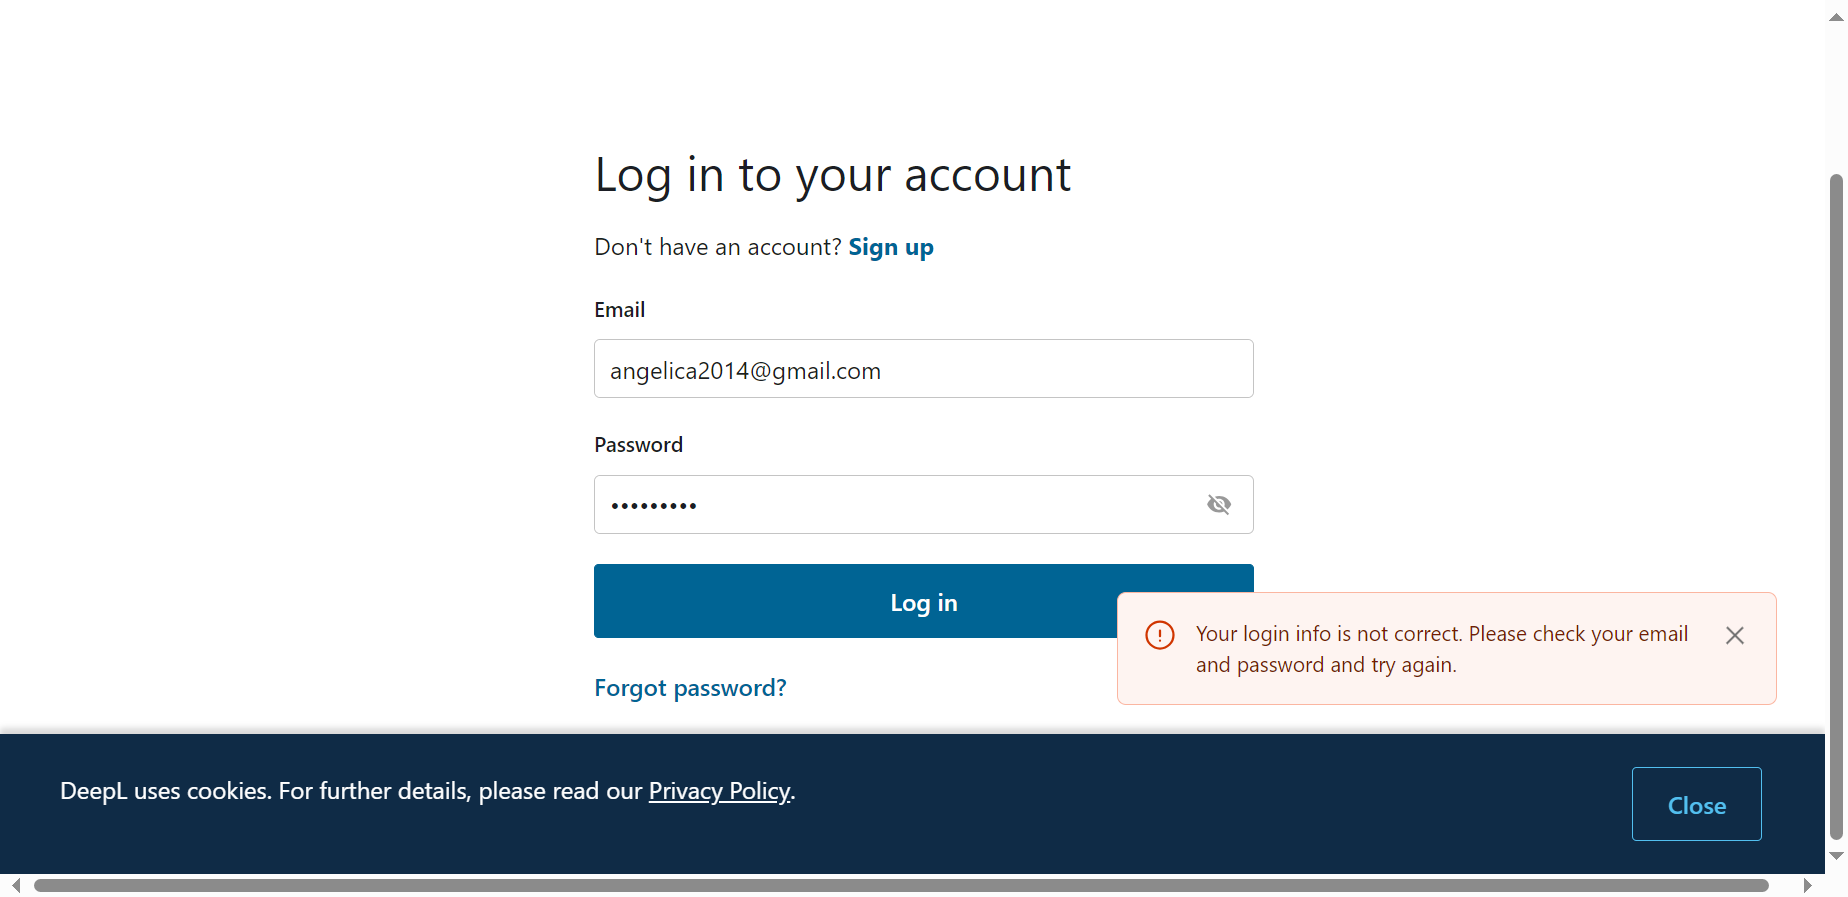 Log in to your account
Don't have an account? Sign up
Email
angelica2014@gmail.com
Password
•••••••••
Log in
Your login info is not correct. Please check your email
and password and try again.
Forgot password?
DeepL uses cookies. For further details, please read our Privacy Policy.
Close